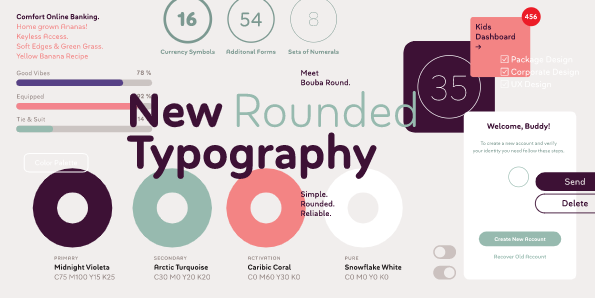 Comfort Online Banking.
Home grown Ananas!
Keyless Access.
Soft Edges & Green Grass.
Yellow Banana Recipe
16
54
8
Currency Symbols
Additonal Forms
Sets of Numerals
Kids
Dashboard
→
456
Package Design
Corporate Design
UX Design
Good Vibes
78 %
Equipped
92 %
Tie & Suit
14
Meet
Bouba Round.
35
New Rounded
Typography
Color Palette
Simple.
Rounded.
Reliable.
Welcome, Buddy!
To create a new account and verify
your identity you need follow these steps.
Send
Delete
Create New Account
Recover Old Account
PRIMARY
Midnight Violeta
C75 M100 Y15 K25
SECONDARY
Arctic Turquoise
C30 M0 Y20 K20
ACTIVATION
Caribic Coral
C0 M60 Y30 K0
PURE
Snowflake White
C0 M0 Y0 K0